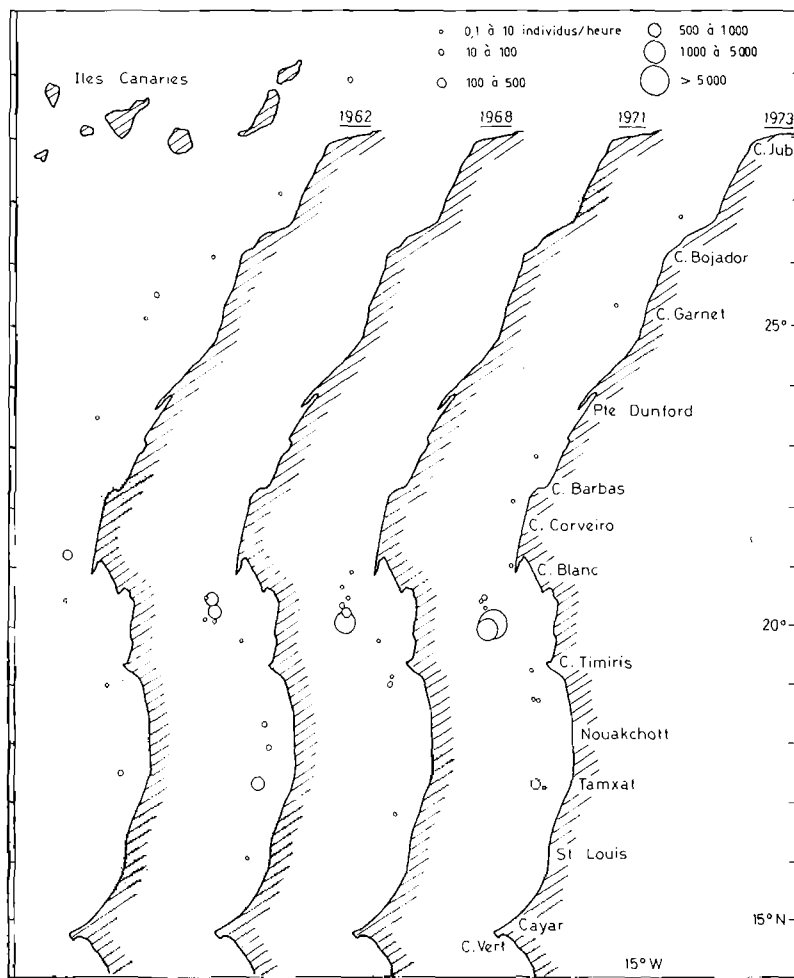 0,1 à 10 individus/heure
10 à 100
100 à 500
500 à 1000
1000 à 5000
> 5000
Iles Canaries
1962
1968
1971
1973
C. Jub
C. Bojador
C. Garnet
25°
Pte Dunford
C. Barbas
C. Corveiro
C. Blanc
20°
C. Timiris
Nouakchott
Tamxat
St Louis
Cayar
15° N
C. Vert
15° W